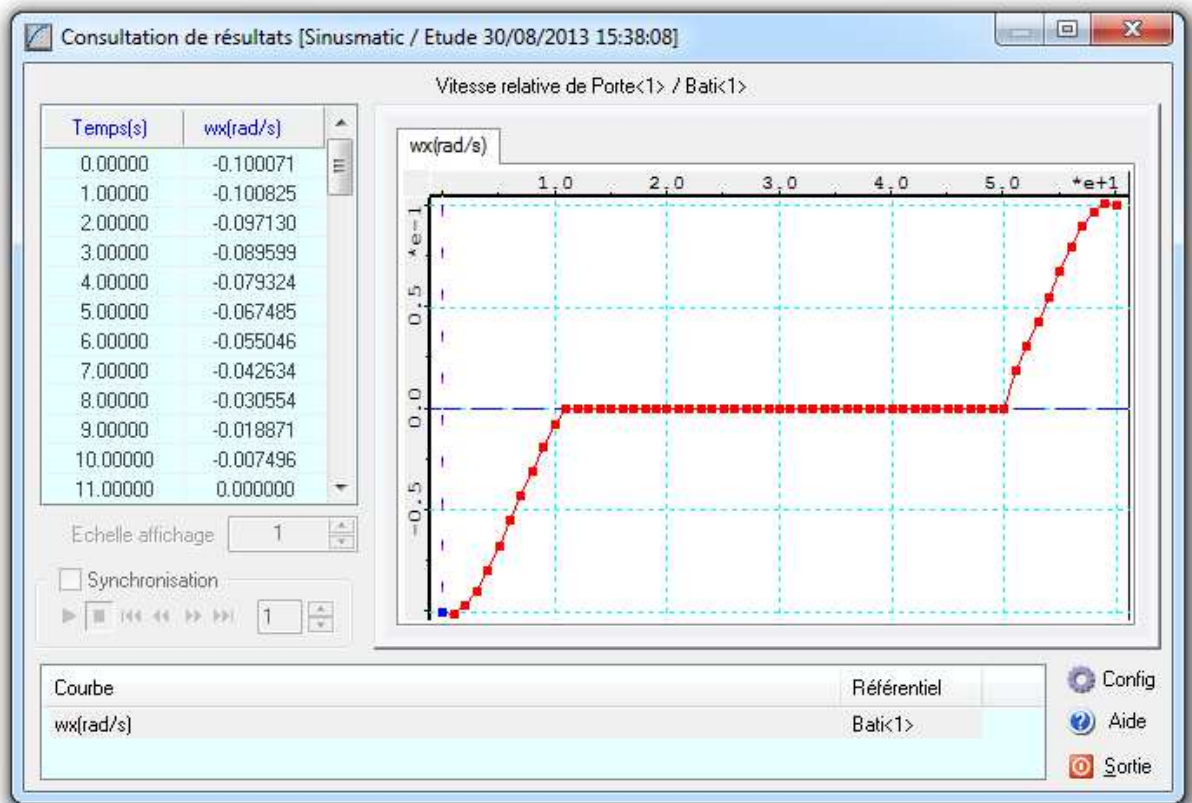 Consultation de résultats [Sinusmatic / Etude 30/08/2013 15:38:08]
Vitesse relative de Porte<1> / Bati<1>
Temps(s) wx(rad/s)
0.00000 -0.100071
1.00000 -0.100825
2.00000 -0.097130
3.00000 -0.089599
4.00000 -0.079324
5.00000 -0.067485
6.00000 -0.055046
7.00000 -0.042634
8.00000 -0.030554
9.00000 -0.018871
10.00000 -0.007496
11.00000 0.000000
Echelle affichage 1
Synchronisation
1
wx(rad/s)
1.0 2.0 3.0 4.0 5.0 *e+1
*e-1
0.5
0.0
-0.5
Courbe Référentiel
wx(rad/s) Bati<1>
Config
Aide
Sortie